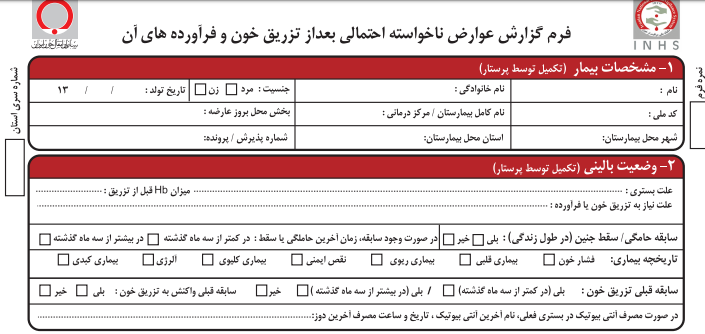 فرم گزارش عوارض ناخواسته احتمالی بعداز تزریق خون و فرآورده های آن
INHS
شماره سری استان
نمره فرم
۱- مشخصات بیمار (تکمیل توسط پرستار)
نام : نام خانوادگی : جنسیت : مرد زن تاریخ تولد : / / ۱۳
کد ملی : نام کامل بیمارستان / مرکز درمانی : بخش محل بروز عارضه :
شهر محل بیمارستان: استان محل بیمارستان: شماره پذیرش / پرونده:
۲- وضعیت بالینی (تکمیل توسط پرستار)
علت بستری : میزان Hb قبل از تزریق :
علت نیاز به تزریق خون یا فرآورده :
سابقه حامگی/ سقط جنین (در طول زندگی) : بلی خیر در صورت وجود سابقه، زمان آخرین حاملگی یا سقط : در کمتر از سه ماه گذشته در بیشتر از سه ماه گذشته
تاریخچه بیماری: فشار خون بیماری قلبی بیماری ریوی نقص ایمنی بیماری کلیوی آلرژی بیماری کبدی
سابقه قبلی تزریق خون : بلی (در کمتر از سه ماه گذشته) / بلی (در بیشتر از سه ماه گذشته) خیر سابقه قبلی واکنش به تزریق خون : بلی خیر
در صورت مصرف آنتی بیوتیک در بستری فعلی، نام آخرین آنتی بیوتیک ، تاریخ و ساعت مصرف آخرین دوز: